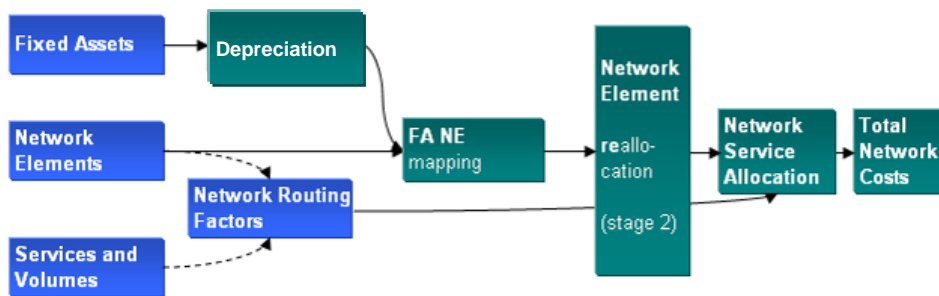 Fixed Assets
Depreciation
Network
Elements
FA NE
mapping
Network Routing
Factors
Services and
Volumes
Network
Element
reallo-
cation
(stage 2)
Network
Service
Allocation
Total
Network
Costs